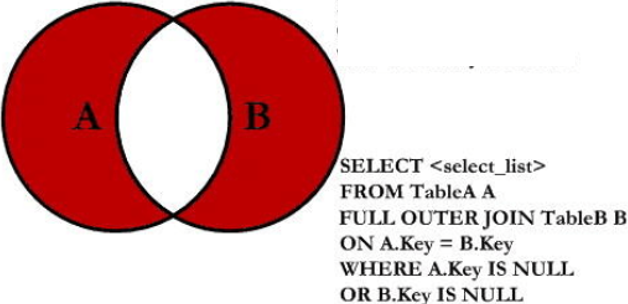 A
B
SELECT <select_list>
FROM TableA A
FULL OUTER JOIN TableB B
ON A.Key = B.Key
WHERE A.Key IS NULL
OR B.Key IS NULL